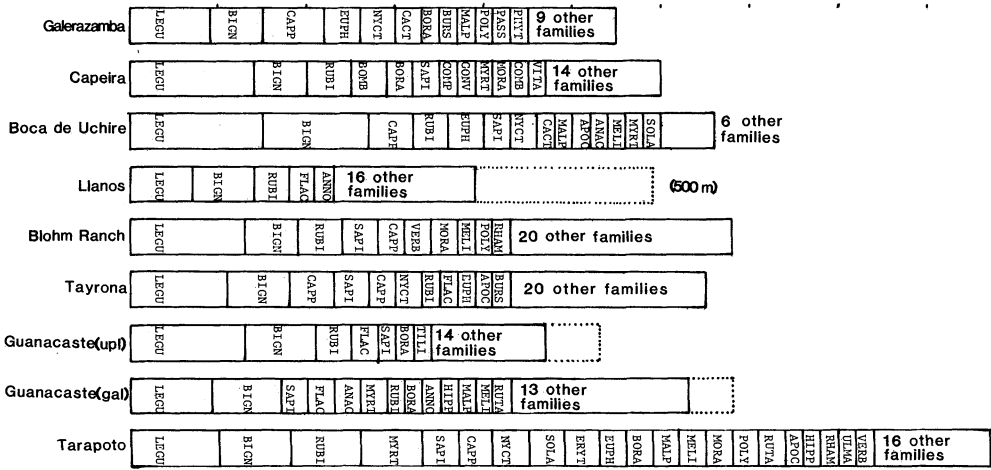 Galerazamba LEGU BIGN CAPP EUPH NYCT CACT BORA BURS MALP POLY PASS PHYT 9 other
families
Capeira LEGU BIGN RUBI BOMB BORA SAPI COMP CONV MYRT MORA COMB VITA 14 other
families
Boca de Uchire LEGU BIGN CAPP RUBI EUPH SAPI NYCT CACT MALP APOC ANAC MELI MYRT SOLA 6 other
families
Llanos LEGU BIGN RUBI FLAC ANNO 16 other
families (500 m)
Blohm Ranch LEGU BIGN RUBI SAPI CAPP VERB MORA MELI POLY RHAM 20 other families
Tayrona LEGU BIGN CAPP SAPI CAPP NYCT RUBI FLAC EUPH APOC BURS 20 other families
Guanacaste(upl) LEGU BIGN RUBI FLAC SAPI BORA TILI 14 other
families
Guanacaste(gal) LEGU BIGN SAPI FLAC ANAC MYRT RUBI BORA ANNO HIPP MALP MELI RUTA 13 other
families
Tarapoto LEGU BIGN RUBI MYRT SAPI CAPP NYCT SOLA ERYT EUPH BORA MALP MELI MORA POLY RUTA APOC HIPP RHAM ULMA VERB 16 other
families